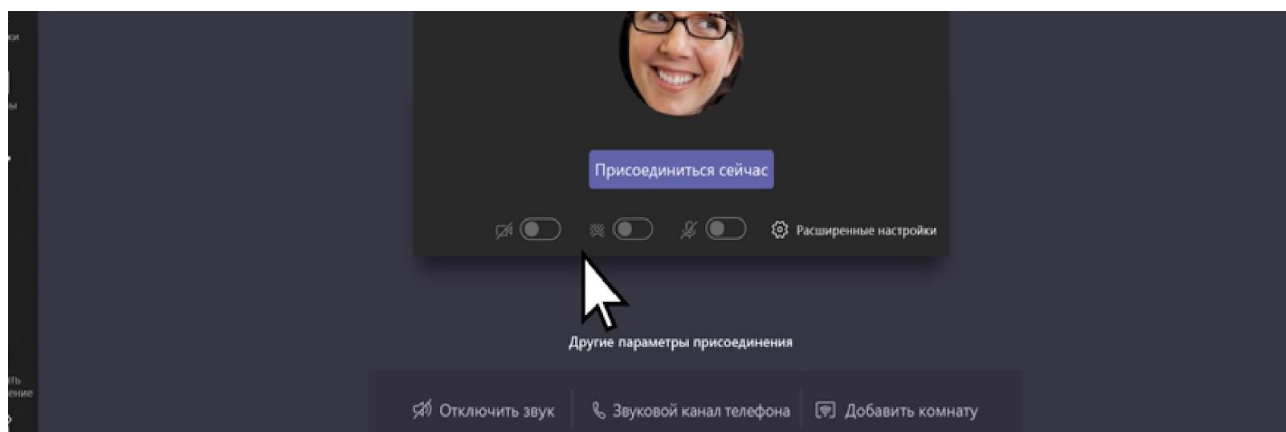 Присоединиться сейчас
Расширенные настройки
Другие параметры присоединения
Отключить звук
Звуковой канал телефона
Добавить комнату